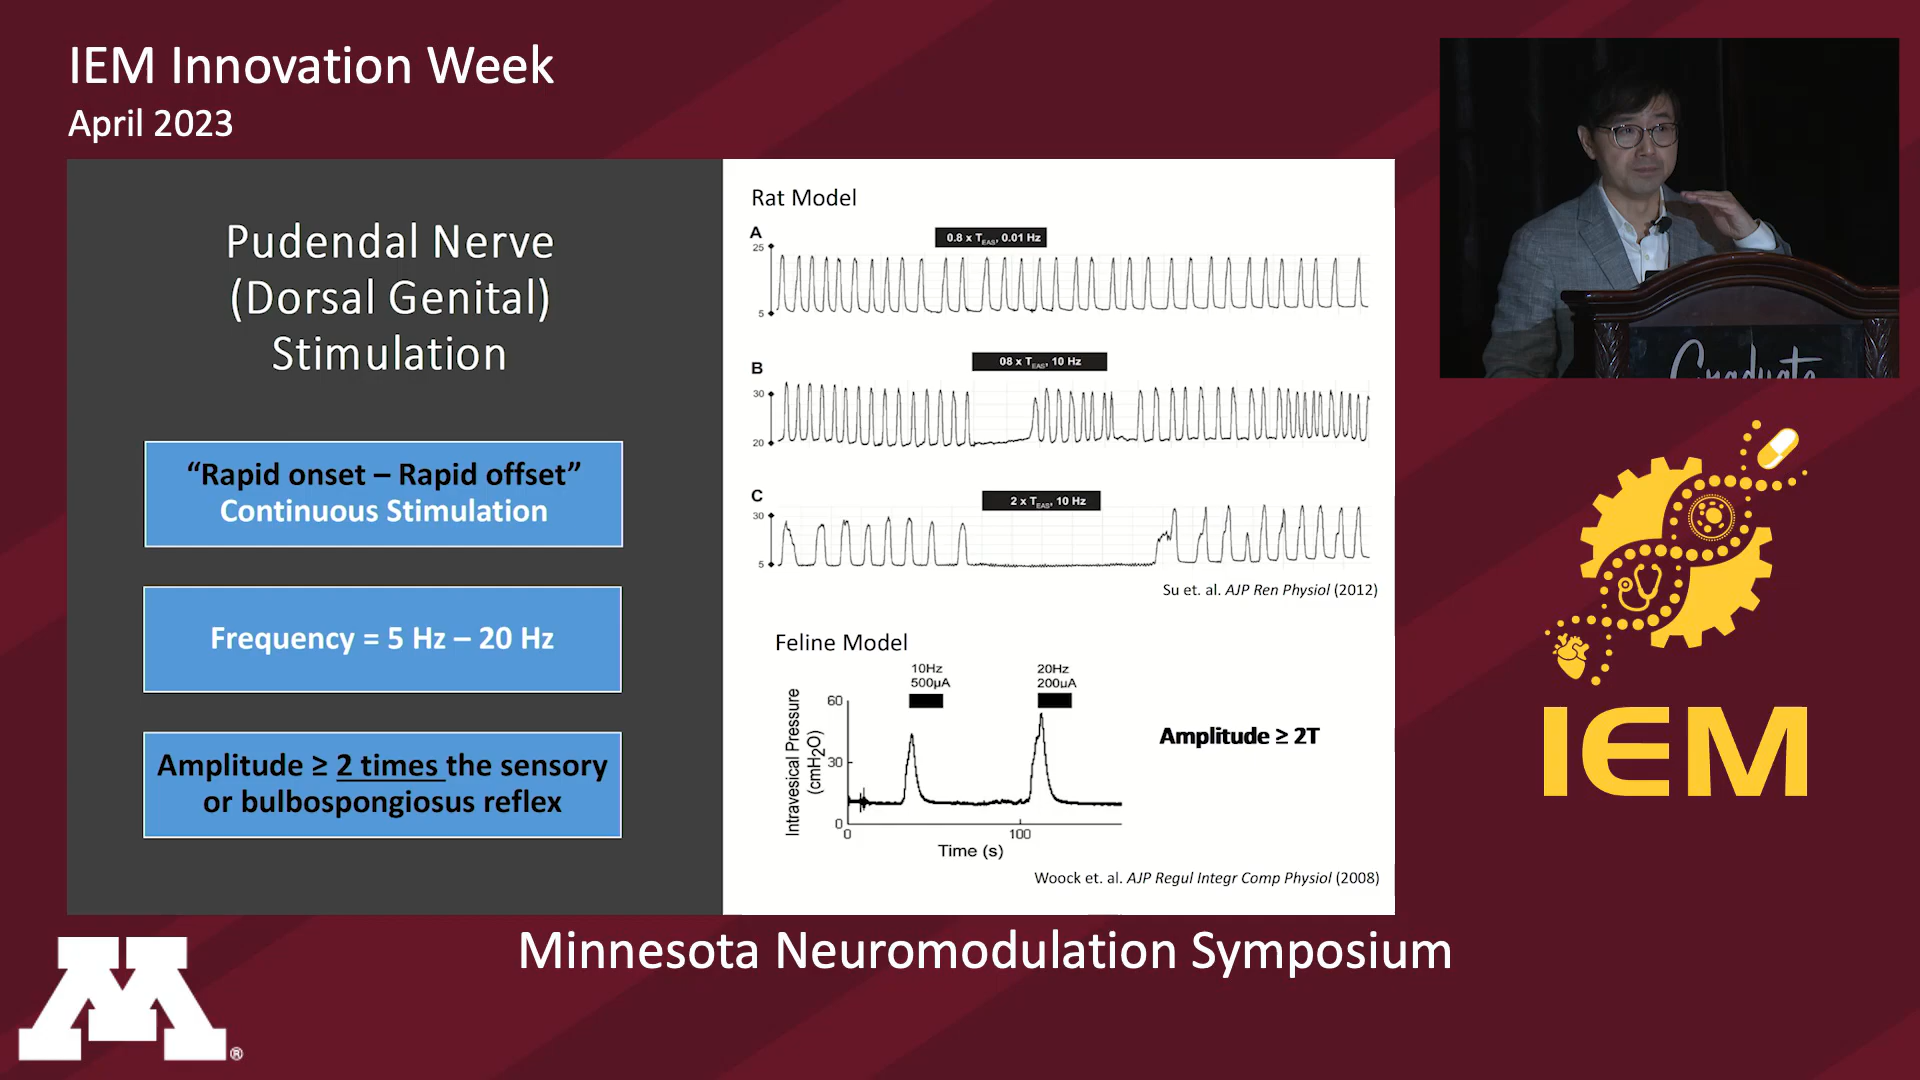 IEM Innovation Week
April 2023
Pudendal Nerve
(Dorsal Genital)
Stimulation
“Rapid onset – Rapid offset”
Continuous Stimulation
Frequency = 5 Hz – 20 Hz
Amplitude ≥ 2 times the sensory
or bulbospongiosus reflex
Rat Model
A
0.8 x TEAS, 0.01 Hz
25
5
B
08 x TEAS, 10 Hz
30
20
C
2 x TEAS, 10 Hz
30
5
Su et. al. AJP Ren Physiol (2012)
Feline Model
10Hz
500µA
20Hz
200µA
Intravesical Pressure
(cmH2O)
60
30
0
0
100
Time (s)
Amplitude ≥ 2T
Woock et. al. AJP Regul Integr Comp Physiol (2008)
Graduate
IEM
Minnesota Neuromodulation Symposium
M
®